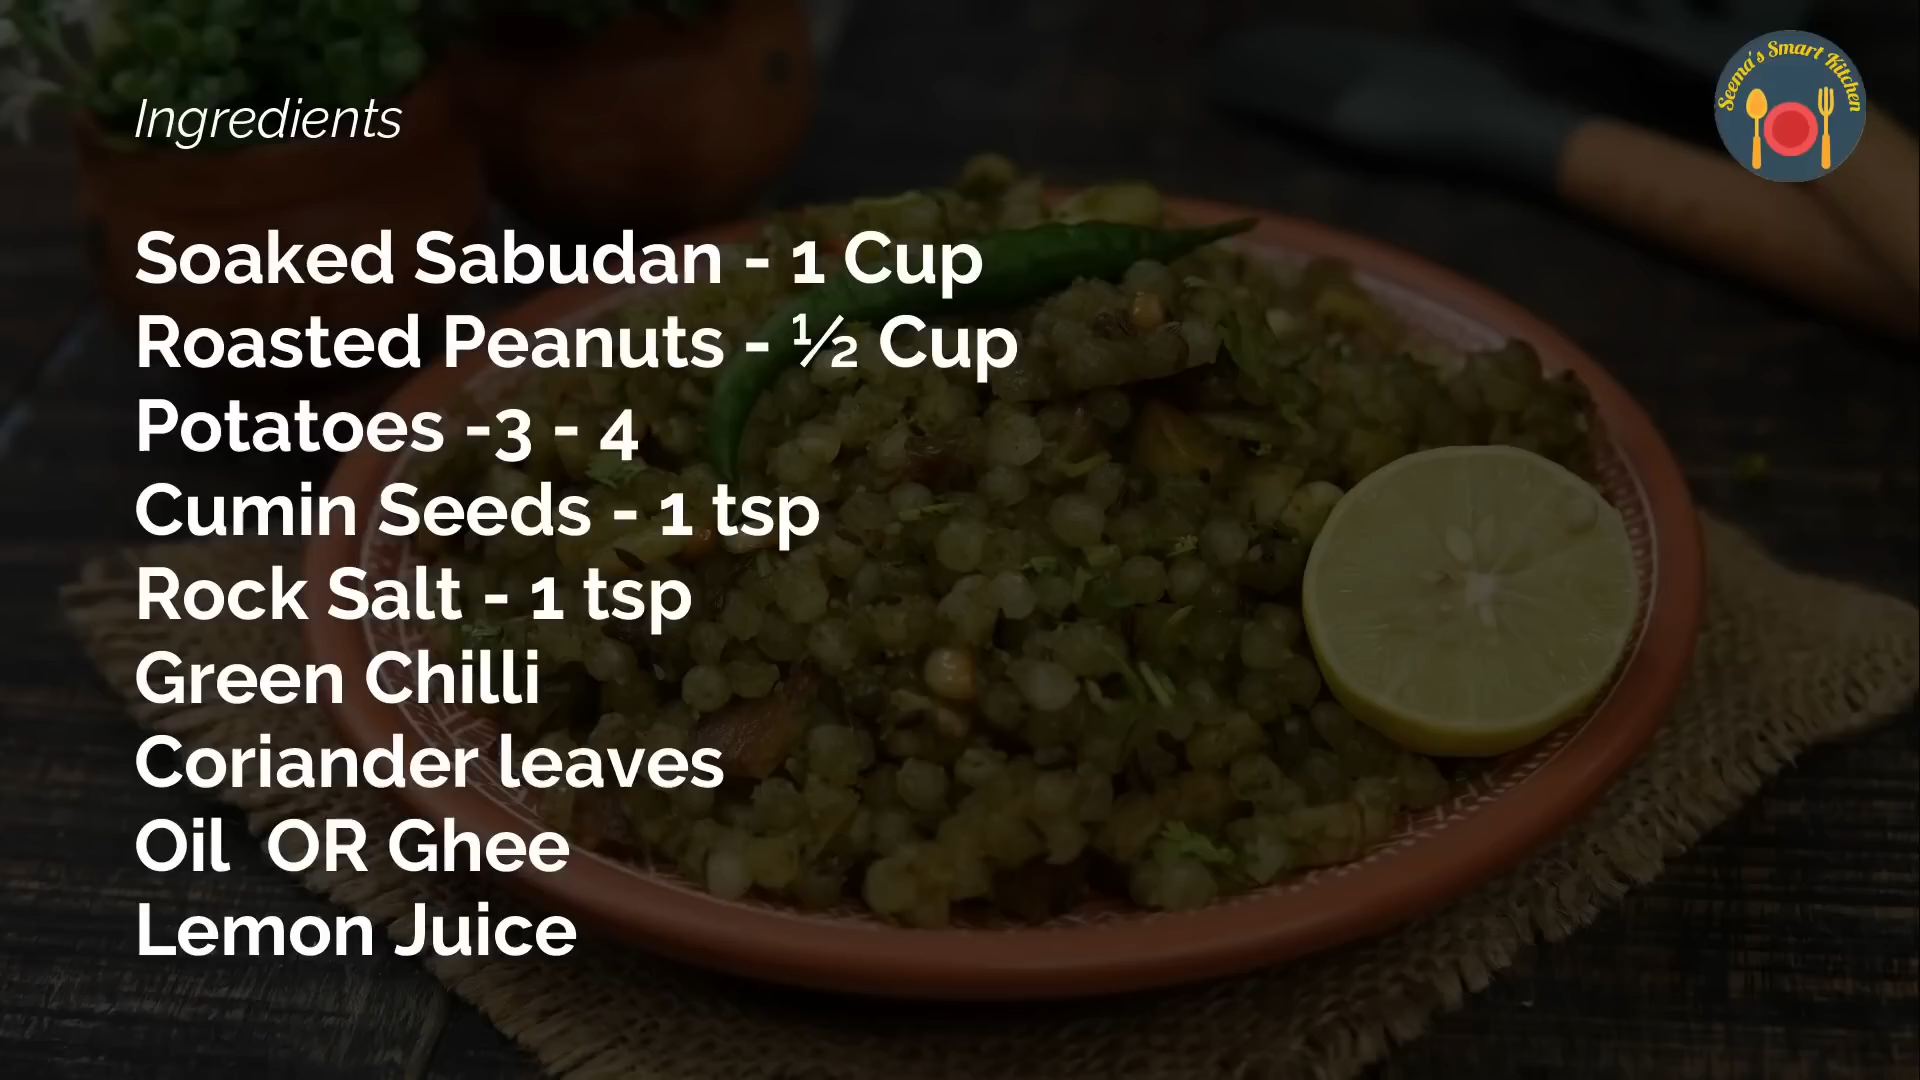 Seema's Smart Kitchen
Ingredients
Soaked Sabudan - 1 Cup
Roasted Peanuts - ½ Cup
Potatoes -3 - 4
Cumin Seeds - 1 tsp
Rock Salt - 1 tsp
Green Chilli
Coriander leaves
Oil  OR Ghee
Lemon Juice